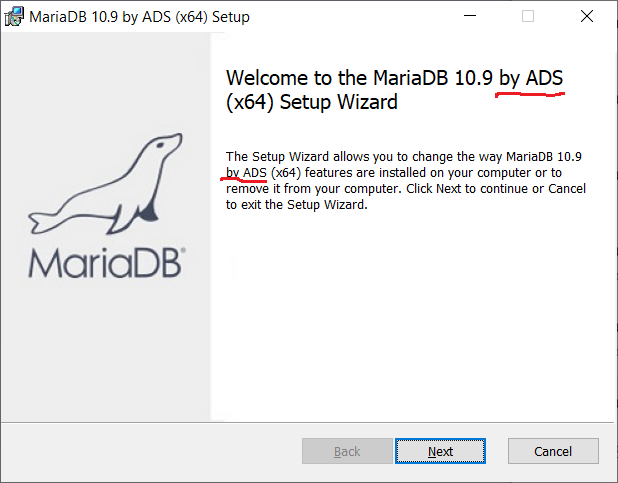 MariaDB 10.9 by ADS (x64) Setup
Welcome to the MariaDB 10.9 by ADS
(x64) Setup Wizard
The Setup Wizard allows you to change the way MariaDB 10.9
by ADS (x64) features are installed on your computer or to
remove it from your computer. Click Next to continue or Cancel
to exit the Setup Wizard.
MariaDB®
Back
Next
Cancel